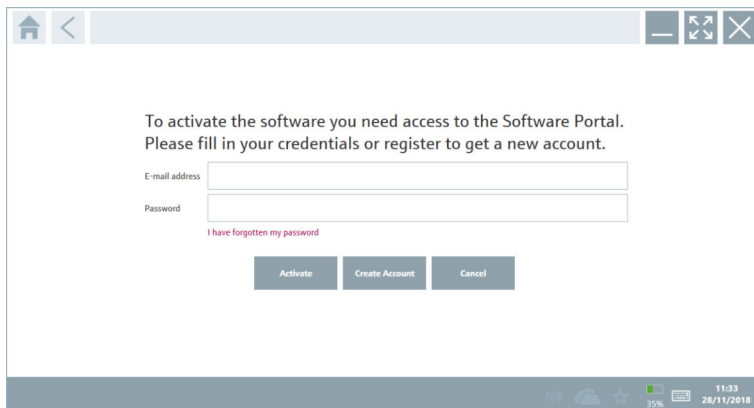 To activate the software you need access to the Software Portal.
Please fill in your credentials or register to get a new account.
E-mail address
Password
I have forgotten my password
Activate
Create Account
Cancel
35%
11:33
28/11/2018